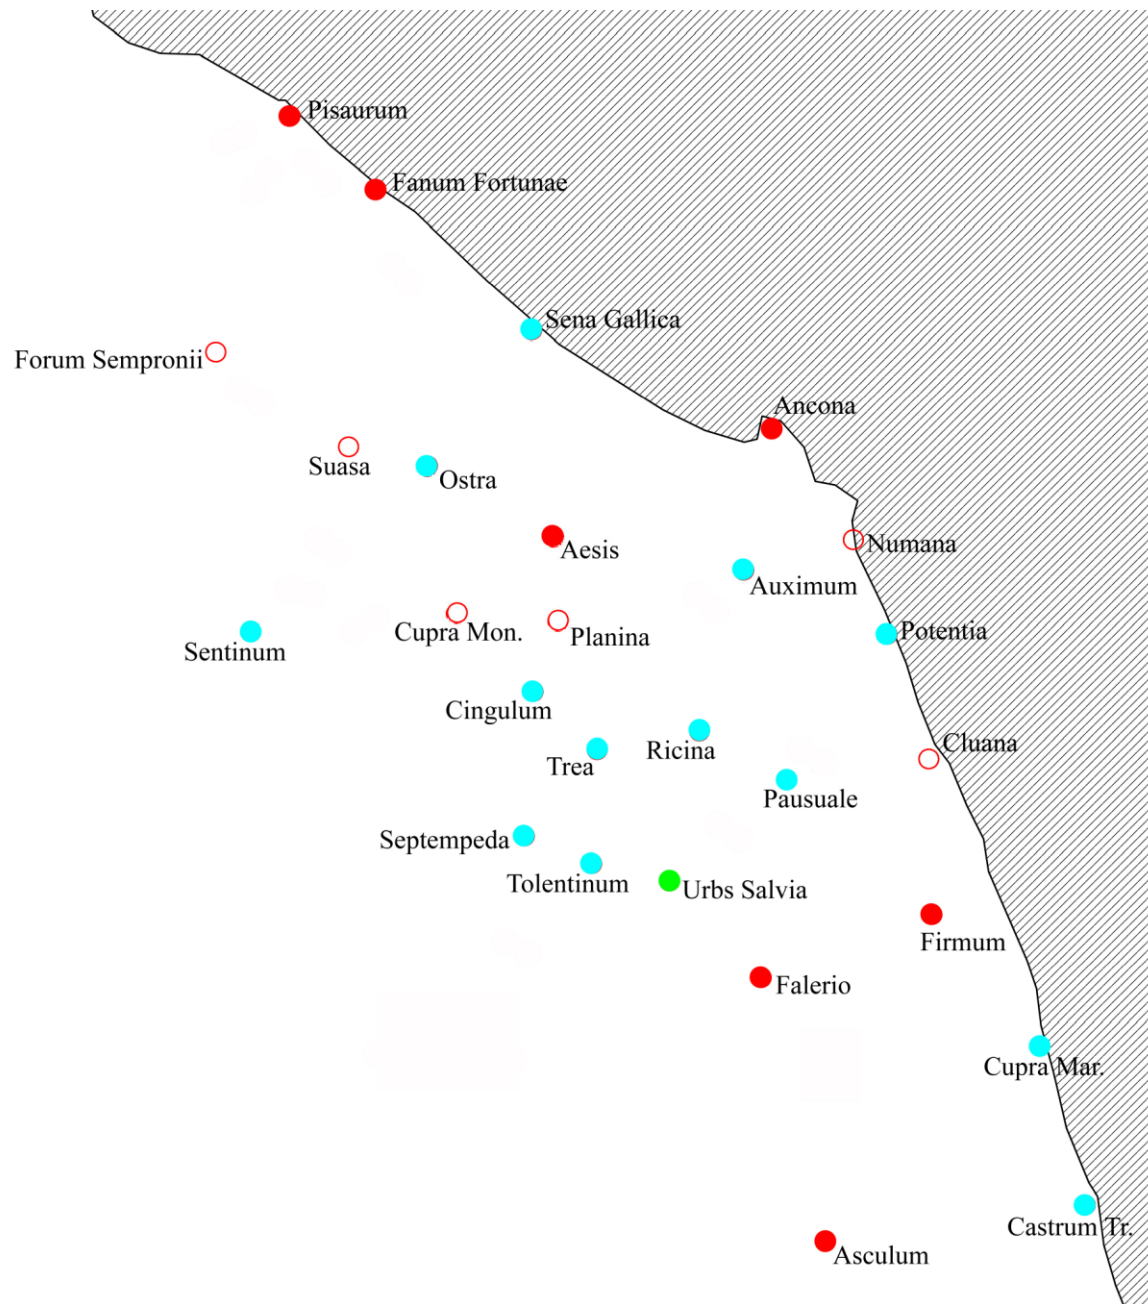 Pisaurum
Fanum Fortunae
Sena Gallica
Forum Sempronii
Ancona
Suasa
Ostra
Numana
Aesis
Auximum
Cupra Mon.
Planina
Potentia
Sentinum
Cingulum
Cluana
Ricina
Trea
Pausuale
Septempeda
Tolentinum
Urbs Salvia
Firmum
Falerio
Cupra Mar.
Castrum Tr.
Asculum